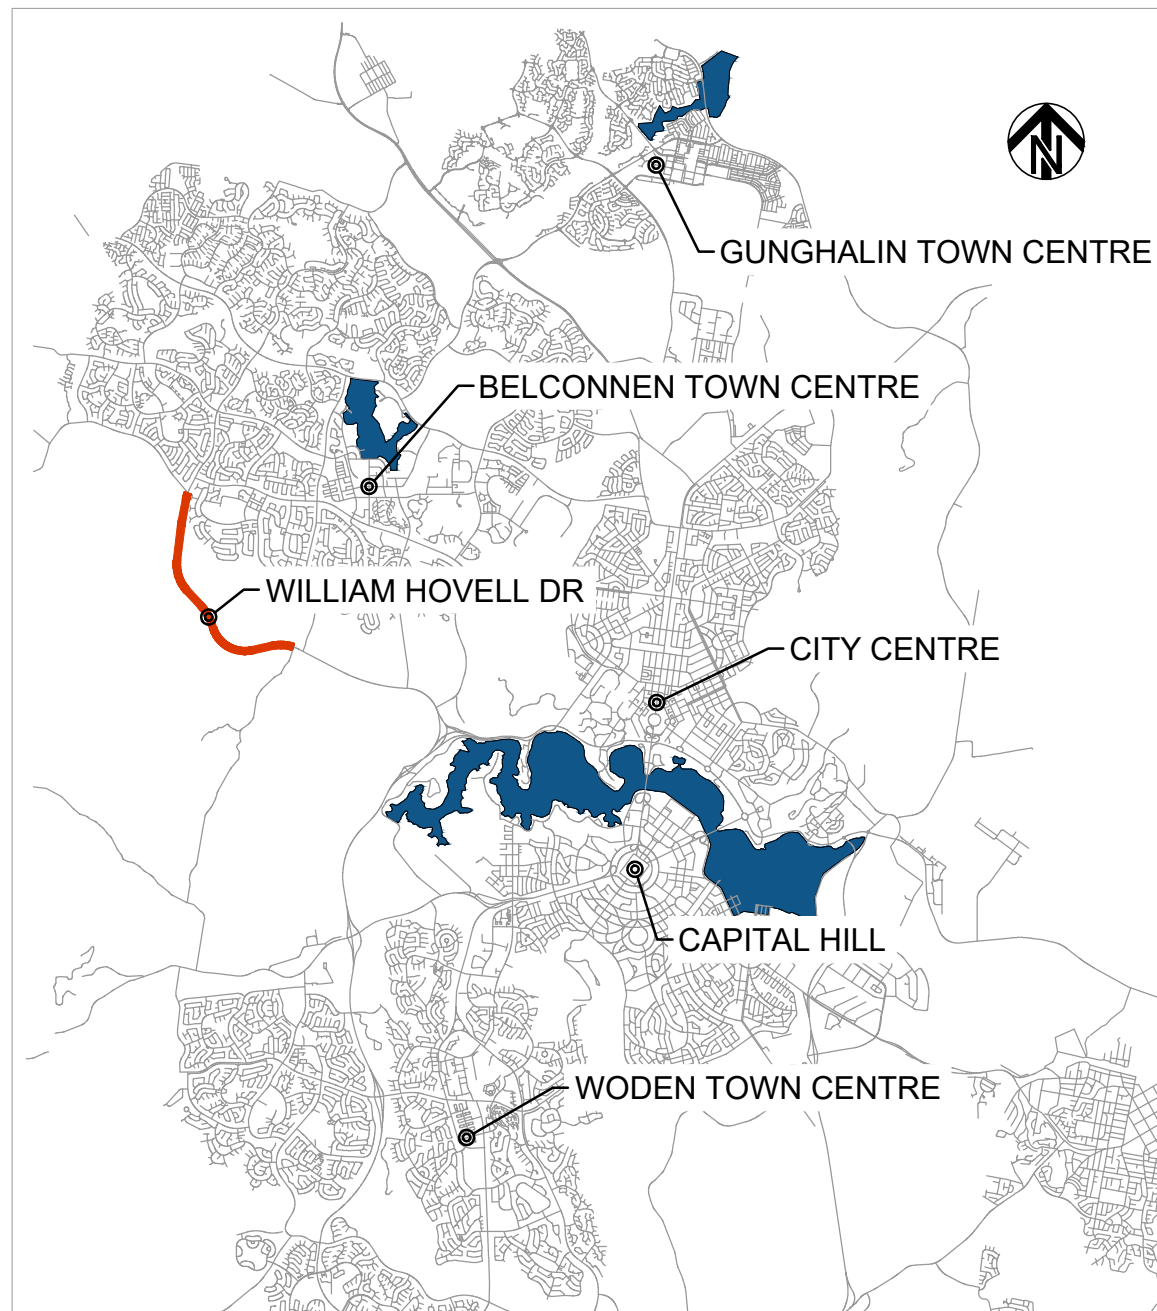 N
GUNGHALIN TOWN CENTRE
BELCONNEN TOWN CENTRE
WILLIAM HOVELL DR
CITY CENTRE
CAPITAL HILL
WODEN TOWN CENTRE